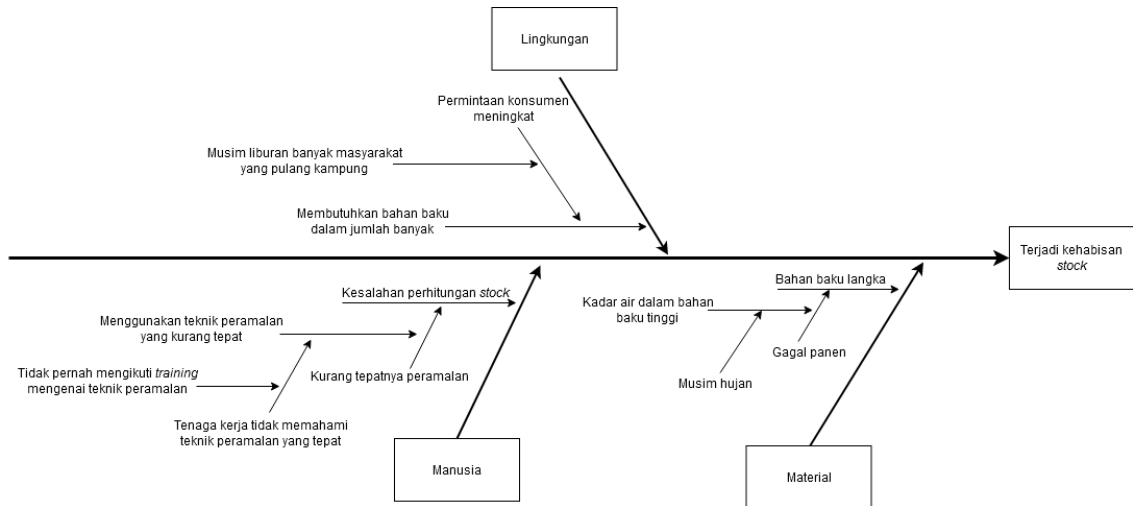 Lingkungan
Permintaan konsumen
meningkat
Musim liburan banyak masyarakat
yang pulang kampung
Membutuhkan bahan baku
dalam jumlah banyak
Terjadi kehabisan
stock
Kesalahan perhitungan stock
Menggunakan teknik peramalan
yang kurang tepat
Tidak pernah mengikuti training
mengenai teknik peramalan
Kurang tepatnya peramalan
Tenaga kerja tidak memahami
teknik peramalan yang tepat
Manusia
Bahan baku langka
Kadar air dalam bahan
baku tinggi
Gagal panen
Musim hujan
Material